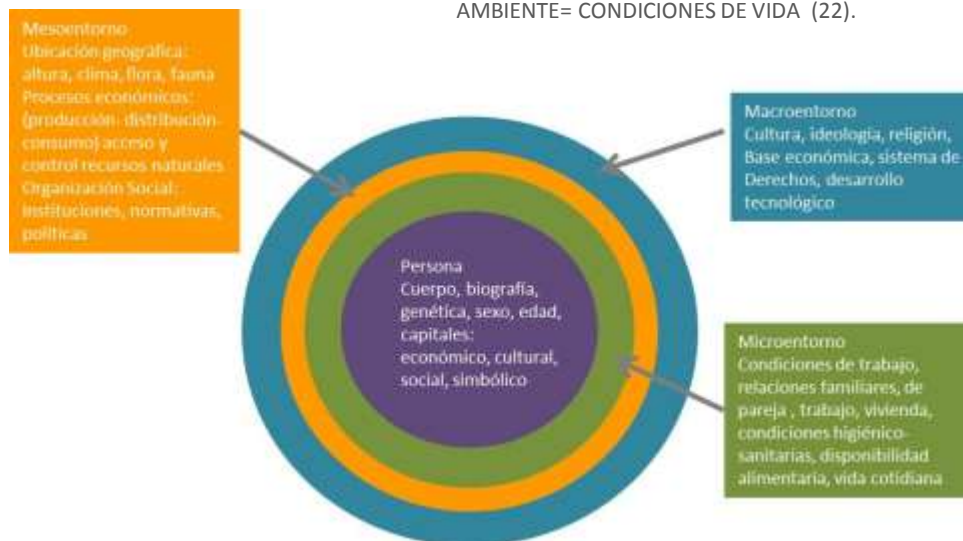 AMBIENTE= CONDICIONES DE VIDA (22).
Mesoentorno
Ubicación geográfica:
altura, clima, flora, fauna
Procesos económicos:
(producción- distribución-
consumo) acceso y
control recursos naturales
Organización Social:
instituciones, normativas,
políticas
Macroentorno
Cultura, ideología, religión,
Base económica, sistema de
Derechos, desarrollo
tecnológico
Persona
Cuerpo, biografía,
genética, sexo, edad,
capitales:
económico, cultural,
social, simbólico
Microentorno
Condiciones de trabajo,
relaciones familiares, de
pareja , trabajo, vivienda,
condiciones higiénico-
sanitarias, disponibilidad
alimentaria, vida cotidiana